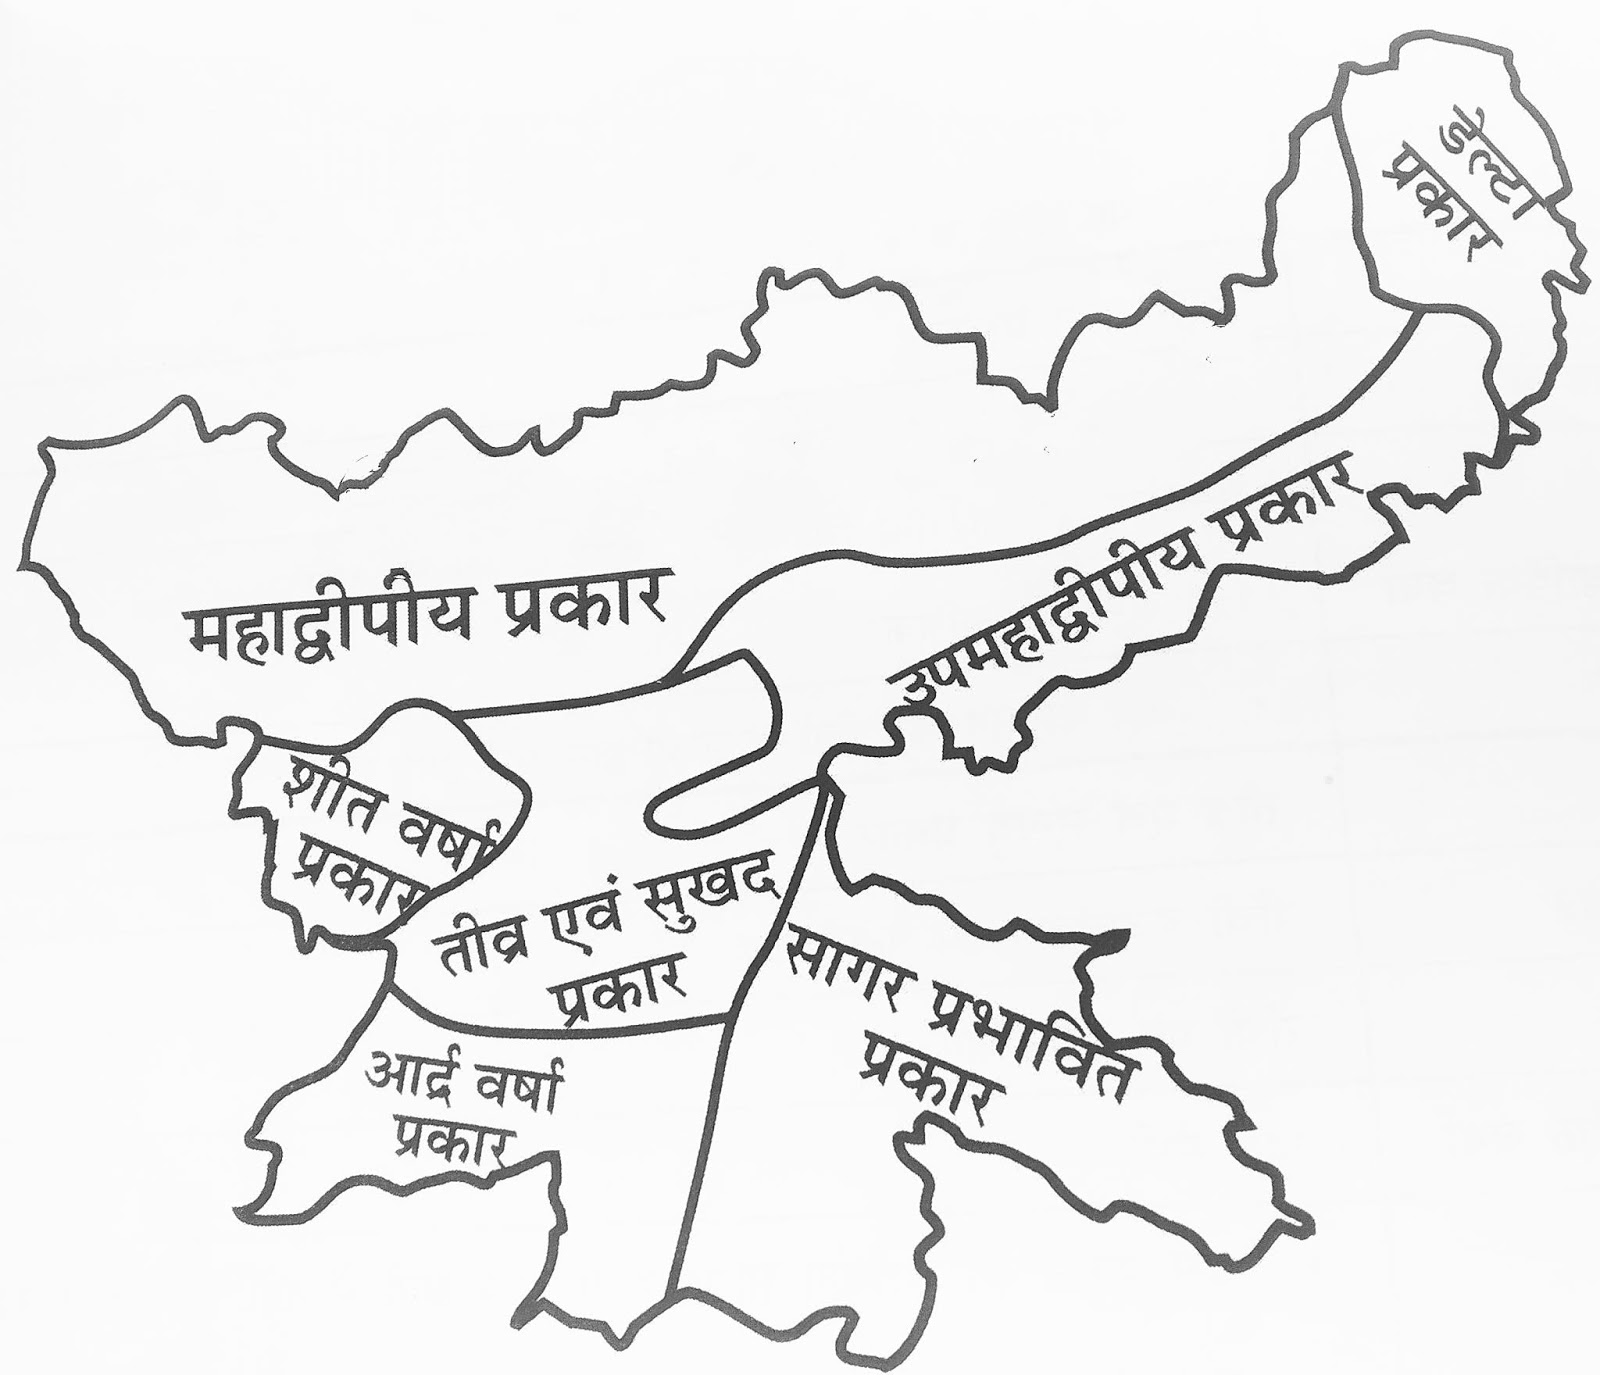 डेल्टा
प्रकार
महाद्वीपीय प्रकार
उपमहाद्वीपीय प्रकार
शीत वर्षा
प्रकार
तीव्र एवं सुखद
प्रकार
सागर प्रभावित
प्रकार
आर्द्र वर्षा
प्रकार